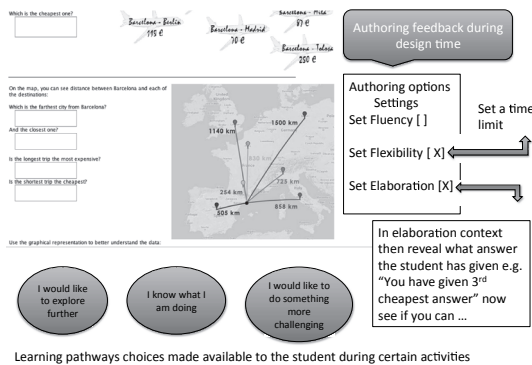 Which is the cheapest one?
Barcelona - Berlin
115 €
Barcelona - Madrid
70 €
87 €
Barcelona - Tolosa
250 €
Authoring feedback during
design time
On the map, you can see distance between Barcelona and each of
the destinations:
Which is the farthest city from Barcelona?
And the closest one?
Is the longest trip the most expensive?
Is the shortest trip the cheapest?
1140 km
1500 km
254 km
725 km
505 km
858 km
Use the graphical representation to better understand the data:
Authoring options
Settings
Set Fluency [ ]
Set Flexibility [ X]
Set Elaboration [X]
Set a time
limit
In elaboration context
then reveal what answer
the student has given e.g.
“You have given 3rd
cheapest answer” now
see if you can …
I would like
to explore
further
I know what I
am doing
I would like to
do something
more
challenging
Learning pathways choices made available to the student during certain activities